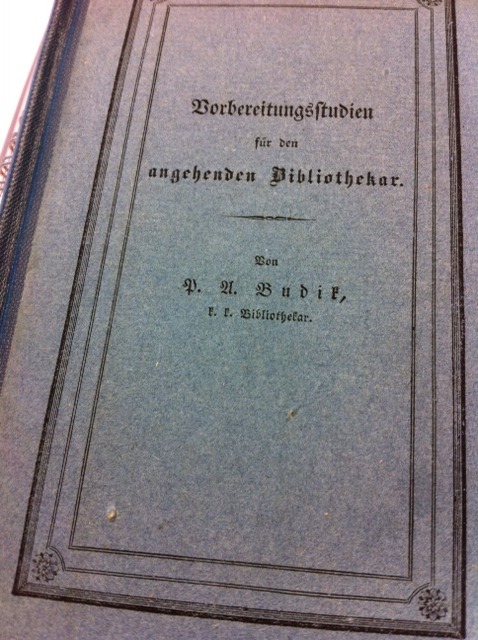 Vorbereitungsstudien
für den
angehenden Bibliothekar.
Von
P. A. Budik,
k. k. Bibliothekar.